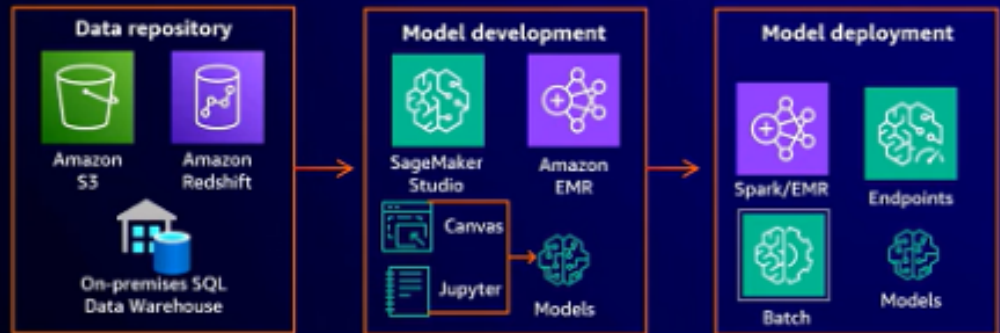 Data repository
Amazon
S3
Amazon
Redshift
On-premises SQL
Data Warehouse
Model development
SageMaker
Studio
Amazon
EMR
Canvas
Jupyter
Models
Model deployment
Spark/EMR
Endpoints
Batch
Models